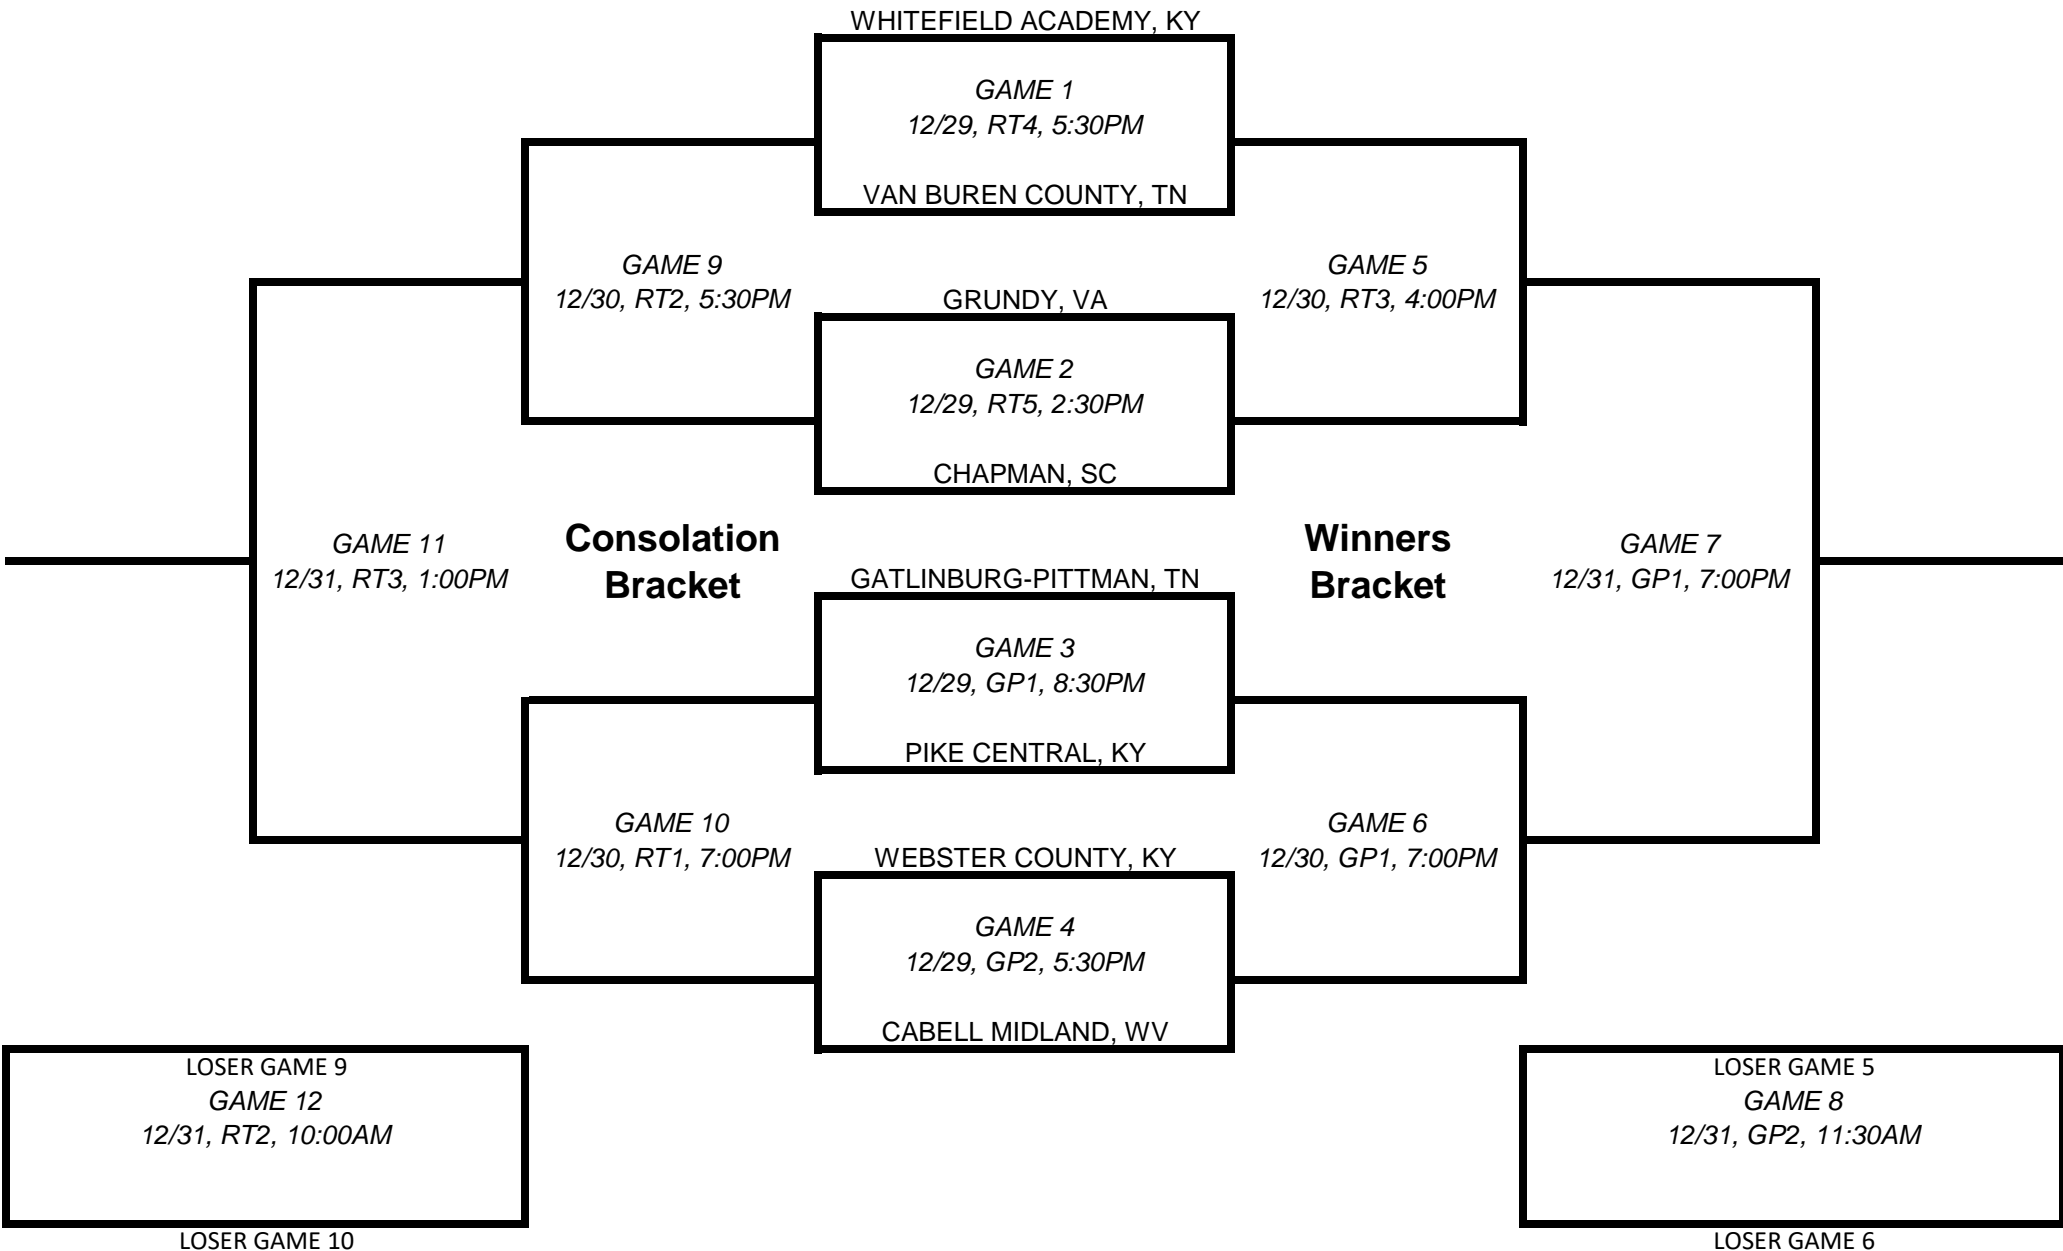 WHITEFIELD ACADEMY, KY
GAME 1
12/29, RT4, 5:30PM
VAN BUREN COUNTY, TN
GAME 9
12/30, RT2, 5:30PM
GAME 5
12/30, RT3, 4:00PM
GRUNDY, VA
GAME 2
12/29, RT5, 2:30PM
CHAPMAN, SC
GAME 11
12/31, RT3, 1:00PM
Consolation
Bracket
Winners
Bracket
GAME 7
12/31, GP1, 7:00PM
GATLINBURG-PITTMAN, TN
GAME 3
12/29, GP1, 8:30PM
PIKE CENTRAL, KY
GAME 10
12/30, RT1, 7:00PM
GAME 6
12/30, GP1, 7:00PM
WEBSTER COUNTY, KY
GAME 4
12/29, GP2, 5:30PM
CABELL MIDLAND, WV
LOSER GAME 9
GAME 12
12/31, RT2, 10:00AM
LOSER GAME 10
LOSER GAME 5
GAME 8
12/31, GP2, 11:30AM
LOSER GAME 6